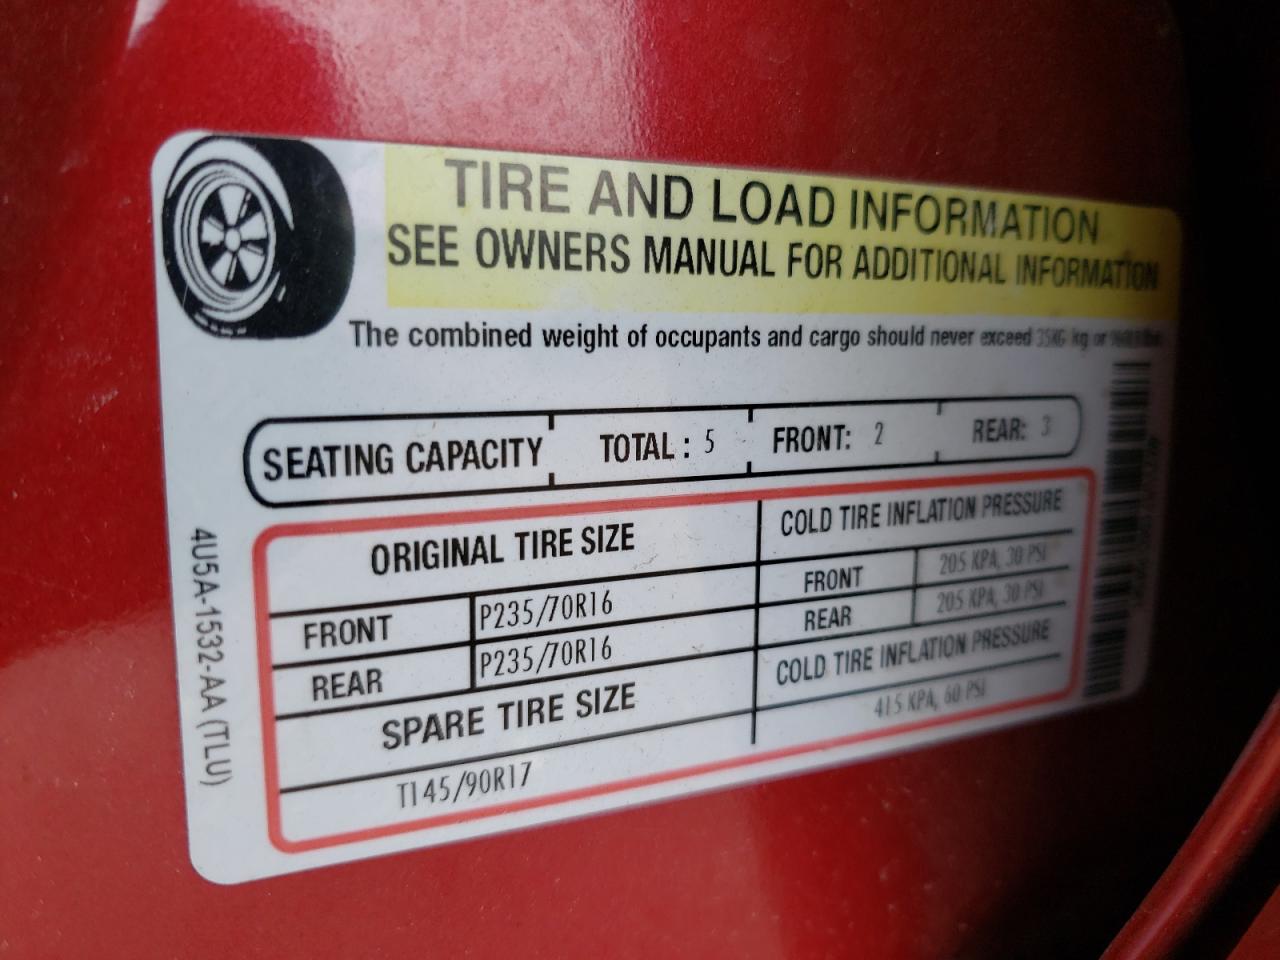 TIRE AND LOAD INFORMATION
SEE OWNERS MANUAL FOR ADDITIONAL INFORMATION
The combined weight of occupants and cargo should never exceed kg or
SEATING CAPACITY TOTAL : 5 FRONT: 2 REAR: 3
ORIGINAL TIRE SIZE COLD TIRE INFLATION PRESSURE
FRONT P235/70R16 FRONT 205 KPA, 30 PSI
REAR P235/70R16 REAR 205 KPA, 30 PSI
SPARE TIRE SIZE COLD TIRE INFLATION PRESSURE
T145/90R17 415 KPA, 60 PSI
4U5A-1532-AA (TLU)